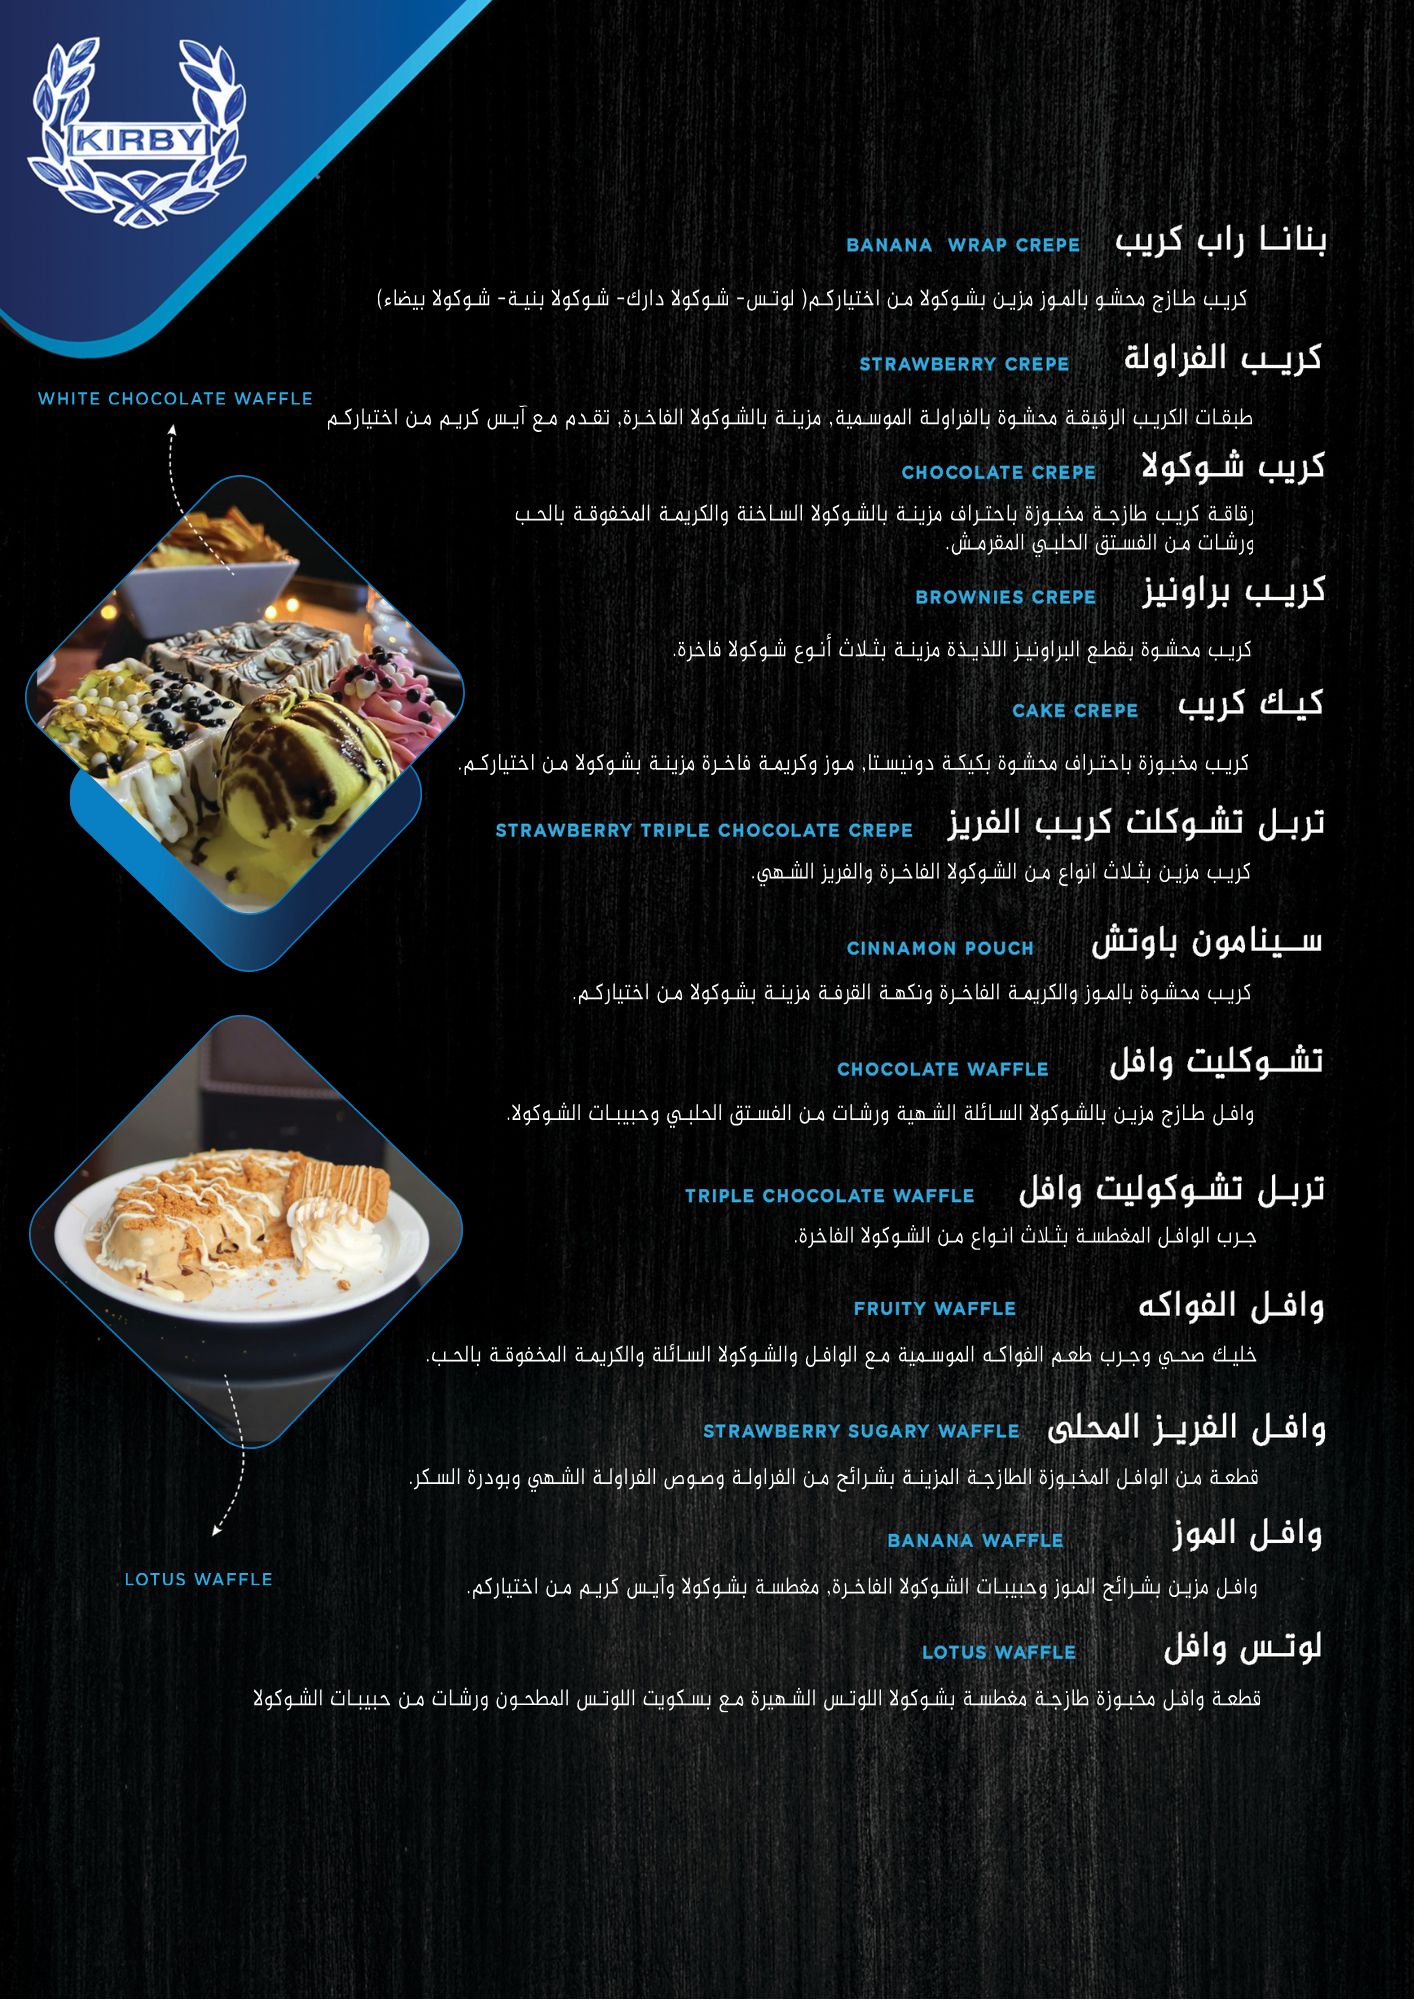 KIRBY
بنانا راب كريب BANANA WRAP CREPE
كريب طازج محشو بالموز مزين بشوكولا من اختياركم( لوتس- شوكولا دارك- شوكولا بنية- شوكولا بيضاء)
كريب الفراولة STRAWBERRY CREPE
WHITE CHOCOLATE WAFFLE
طبقات الكريب الرقيقة محشوة بالفراولة الموسمية, مزينة بالشوكولا الفاخرة, تقدم مع آيس كريم من اختياركم
كريب شوكولا CHOCOLATE CREPE
رقاقة كريب طازجة مخبوزة باحتراف مزينة بالشوكولا الساخنة والكريمة المخفوقة بالحب
ورشات من الفستق الحلبي المقرمش.
كريب براونيز BROWNIES CREPE
كريب محشوة بقطع البراونيز اللذيذة مزينة بثلاث أنوع شوكولا فاخرة.
كيك كريب CAKE CREPE
كريب مخبوزة باحتراف محشوة بكيكة دونيستا, موز وكريمة فاخرة مزينة بشوكولا من اختياركم.
تربل تشوكلت كريب الفريز STRAWBERRY TRIPLE CHOCOLATE CREPE
كريب مزين بثلاث انواع من الشوكولا الفاخرة والفريز الشهي.
سينامون باوتش CINNAMON POUCH
كريب محشوة بالموز والكريمة الفاخرة ونكهة القرفة مزينة بشوكولا من اختياركم.
تشوكليت وافل CHOCOLATE WAFFLE
وافل طازج مزين بالشوكولا السائلة الشهية ورشات من الفستق الحلبي وحبيبات الشوكولا.
تربل تشوكوليت وافل TRIPLE CHOCOLATE WAFFLE
جرب الوافل المغطسة بثلاث انواع من الشوكولا الفاخرة.
وافل الفواكه FRUITY WAFFLE
خليك صحي وجرب طعم الفواكه الموسمية مع الوافل والشوكولا السائلة والكريمة المخفوقة بالحب.
وافل الفريز المحلى STRAWBERRY SUGARY WAFFLE
قطعة من الوافل المخبوزة الطازجة المزينة بشرائح من الفراولة وصوص الفراولة الشهي وبودرة السكر.
وافل الموز BANANA WAFFLE
LOTUS WAFFLE
وافل مزين بشرائح الموز وحبيبات الشوكولا الفاخرة, مغطسة بشوكولا وآيس كريم من اختياركم.
لوتس وافل LOTUS WAFFLE
قطعة وافل مخبوزة طازجة مغطسة بشوكولا اللوتس الشهيرة مع بسكويت اللوتس المطحون ورشات من حبيبات الشوكولا